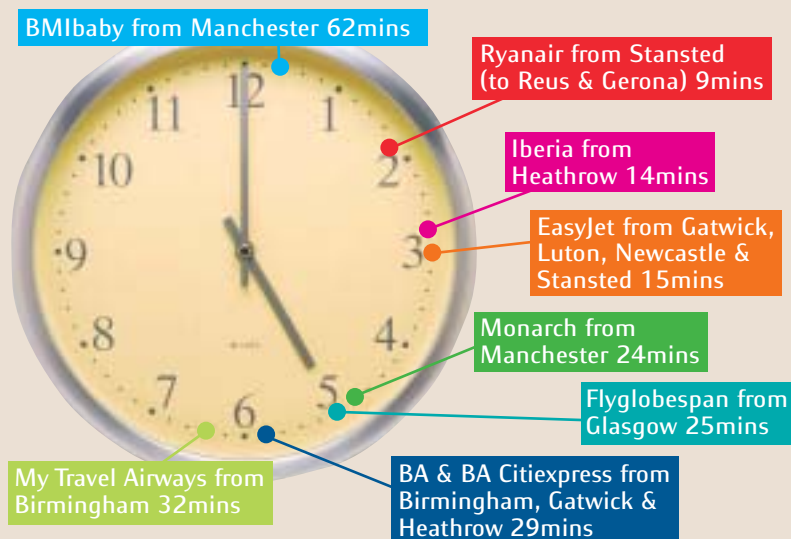 BMIbaby from Manchester 62mins
Ryanair from Stansted
(to Reus & Gerona) 9mins
Iberia from
Heathrow 14mins
EasyJet from Gatwick,
Luton, Newcastle &
Stansted 15mins
Monarch from
Manchester 24mins
Flyglobespan from
Glasgow 25mins
BA & BA Citiexpress from
Birmingham, Gatwick &
Heathrow 29mins
My Travel Airways from
Birmingham 32mins
12
1
2
3
4
5
6
7
8
9
10
11